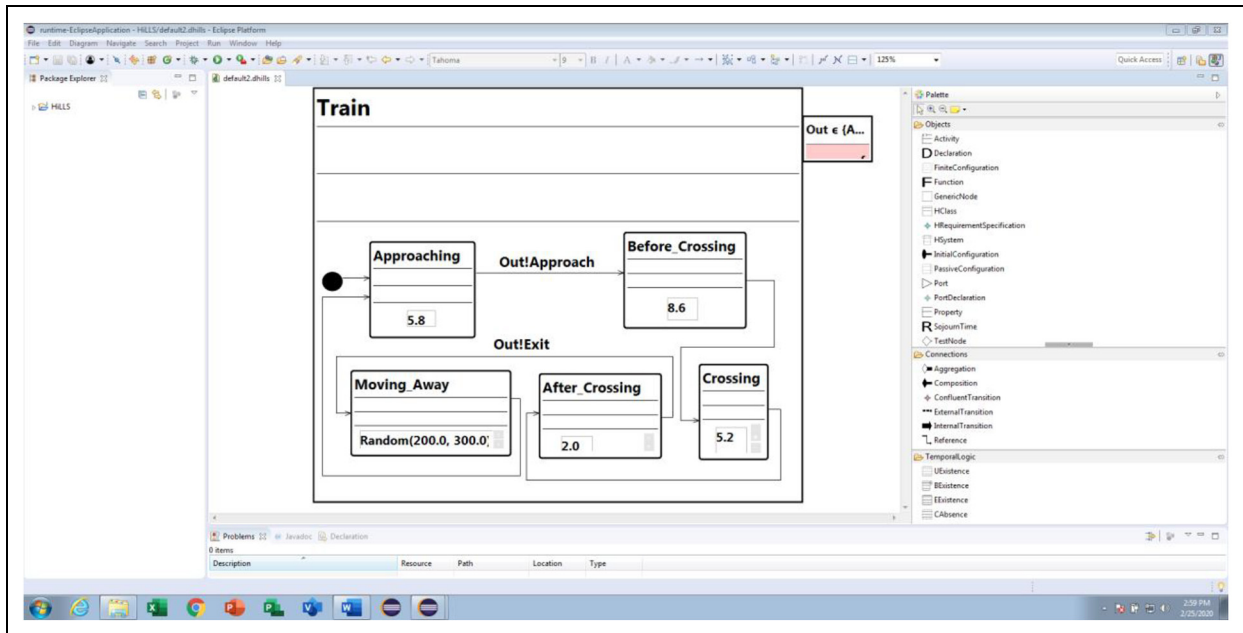 runtime-EclipseApplication - HiLLS/default2.dhills - Eclipse Platform
File Edit Diagram Navigate Search Project Run Window Help
Tahoma 9 B I A 125% Quick Access
Package Explorer default2.dhills
HiLLS
Train
Out ϵ {A...
Approaching
5.8
Out!Approach
Before_Crossing
8.6
Out!Exit
Moving_Away
Random(200.0, 300.0)
After_Crossing
2.0
Crossing
5.2
Palette
Objects
Activity
D Declaration
FiniteConfiguration
F Function
GenericNode
HClass
HRequirementSpecification
HSystem
InitialConfiguration
PassiveConfiguration
Port
PortDeclaration
Property
R SojournTime
TestNode
Connections
Aggregation
Composition
ConfluentTransition
ExternalTransition
InternalTransition
Reference
TemporalLogic
UExistence
BExistence
EExistence
CAbsence
Problems Javadoc Declaration
0 items
Description Resource Path Location Type
2:59 PM
2/25/2020